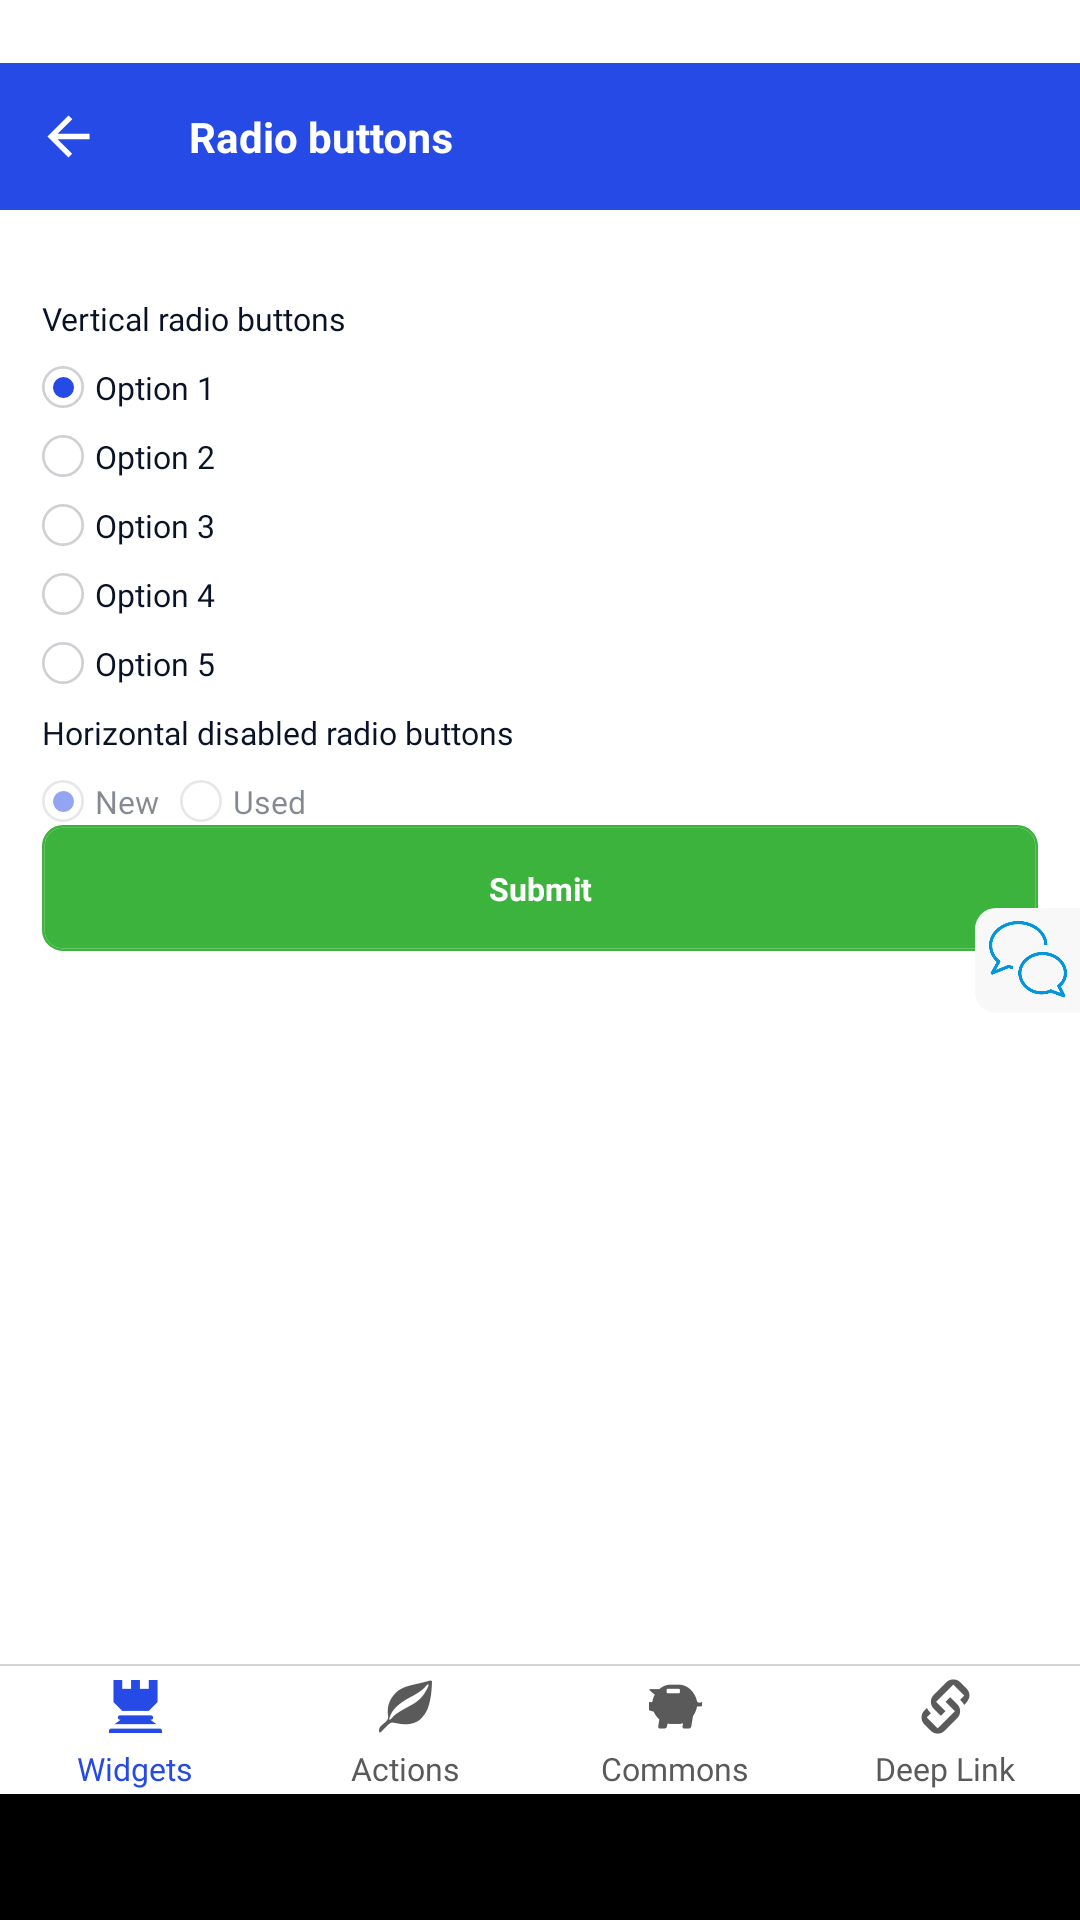 Radio buttons
Vertical radio buttons
Option 1
Option 2
Option 3
Option 4
Option 5
Horizontal disabled radio buttons
New Used
Submit
Widgets Actions Commons Deep Link